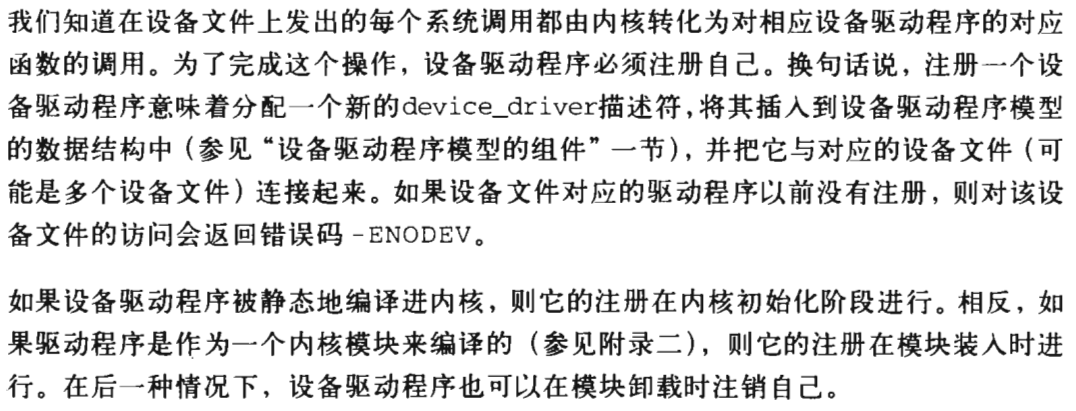 我们知道在设备文件上发出的每个系统调用都由内核转化为对相应设备驱动程序的对应
函数的调用。为了完成这个操作，设备驱动程序必须注册自己。换句话说，注册一个设
备驱动程序意味着分配一个新的device_driver描述符，将其插入到设备驱动程序模型
的数据结构中（参见“设备驱动程序模型的组件”一节），并把它与对应的设备文件（可
能是多个设备文件）连接起来。如果设备文件对应的驱动程序以前没有注册，则对该设
备文件的访问会返回错误码 -ENODEV。
如果设备驱动程序被静态地编译进内核，则它的注册在内核初始化阶段进行。相反，如
果驱动程序是作为一个内核模块来编译的（参见附录二），则它的注册在模块装入时进
行。在后一种情况下，设备驱动程序也可以在模块卸载时注销自己。